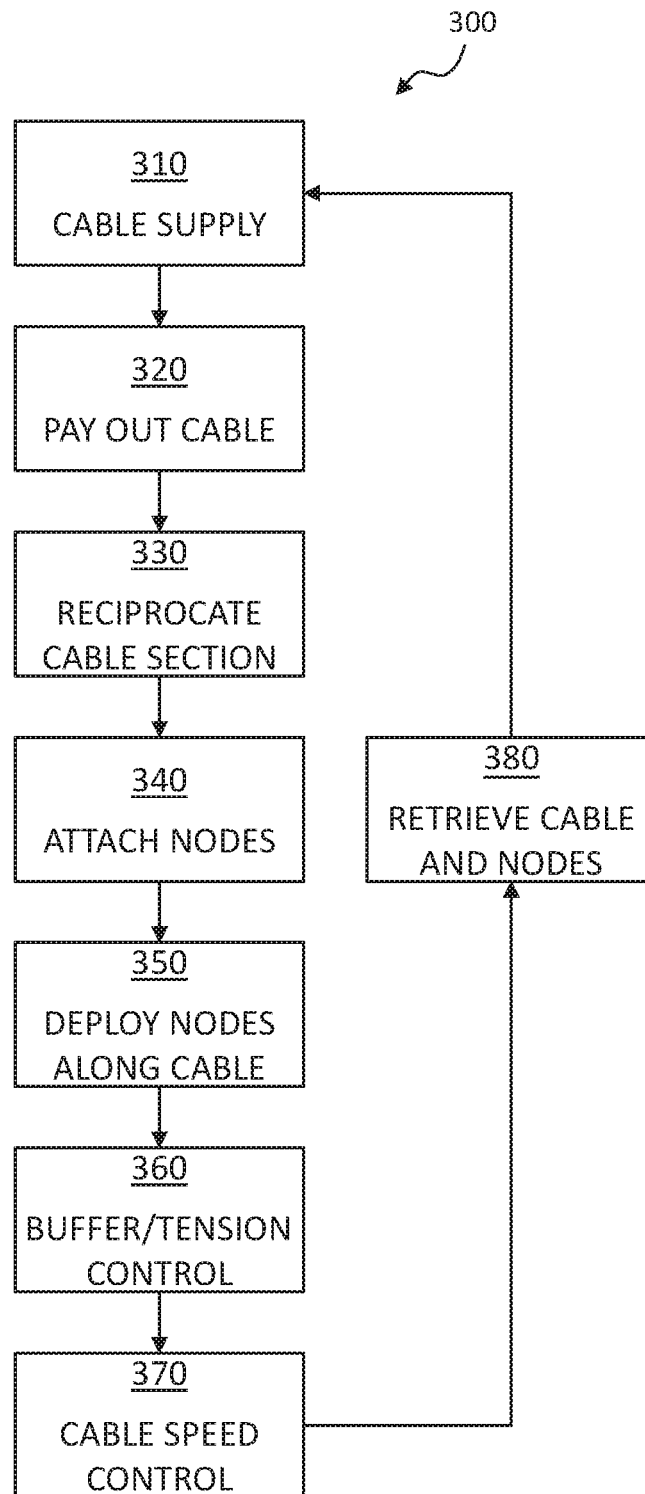 300
310
CABLE SUPPLY
320
PAY OUT CABLE
330
RECIPROCATE
CABLE SECTION
340
ATTACH NODES
350
DEPLOY NODES
ALONG CABLE
360
BUFFER/TENSION
CONTROL
370
CABLE SPEED
CONTROL
380
RETRIEVE CABLE
AND NODES